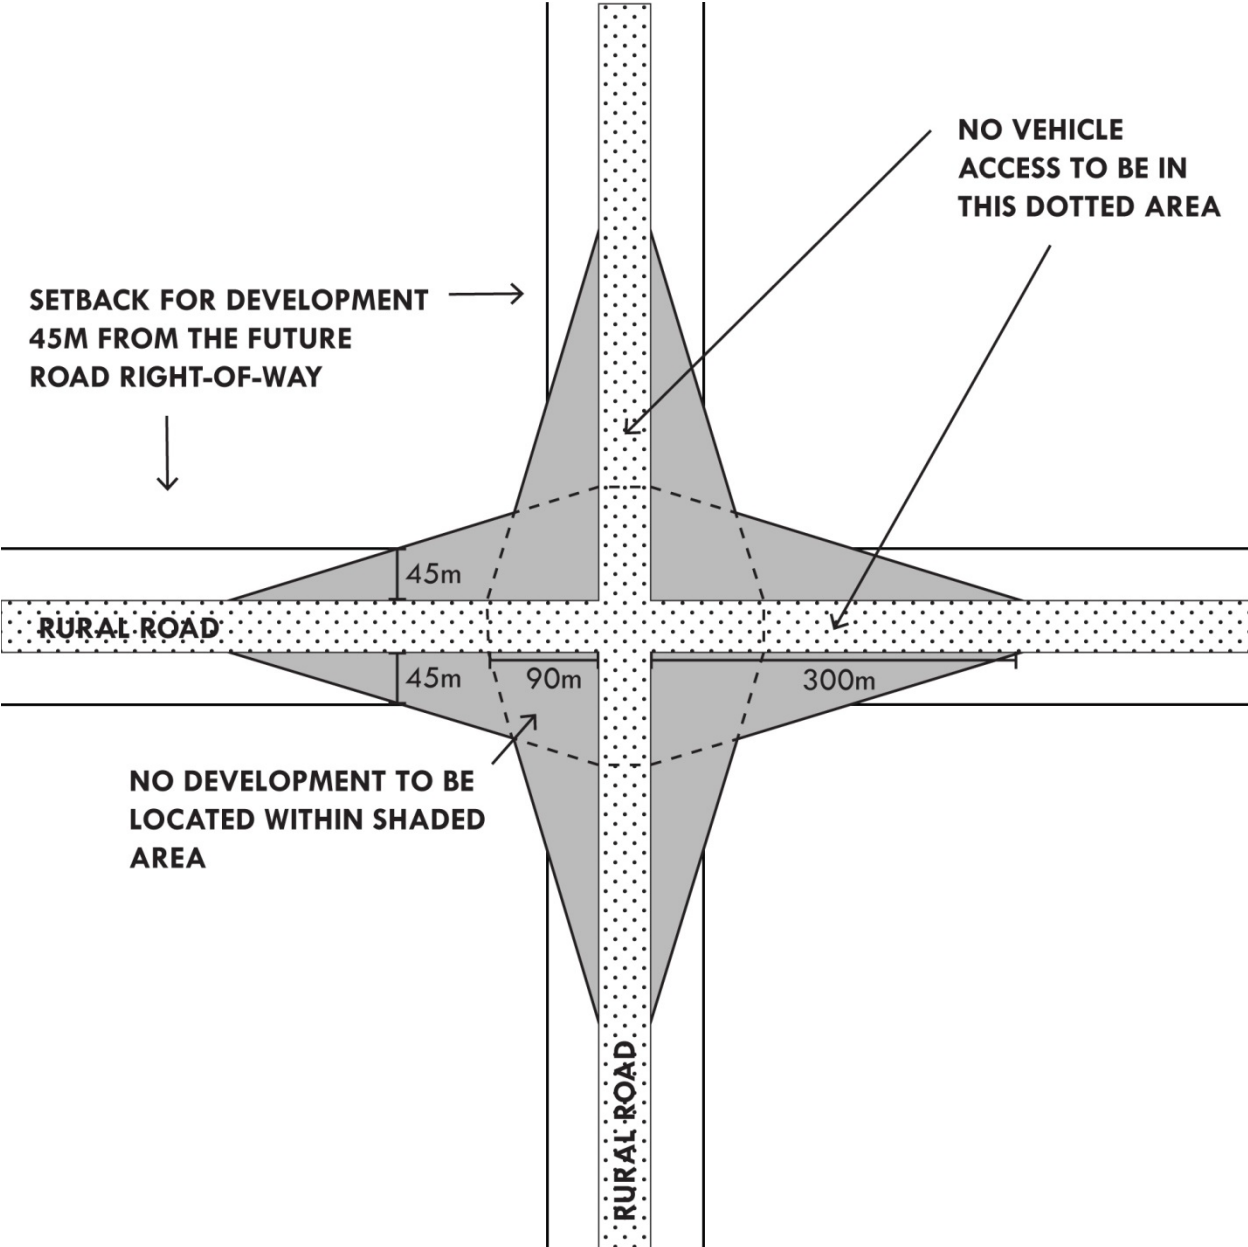 NO VEHICLE
ACCESS TO BE IN
THIS DOTTED AREA
SETBACK FOR DEVELOPMENT
45M FROM THE FUTURE
ROAD RIGHT-OF-WAY
45m
RURAL ROAD
45m
90m
300m
NO DEVELOPMENT TO BE
LOCATED WITHIN SHADED
AREA
RURAL ROAD